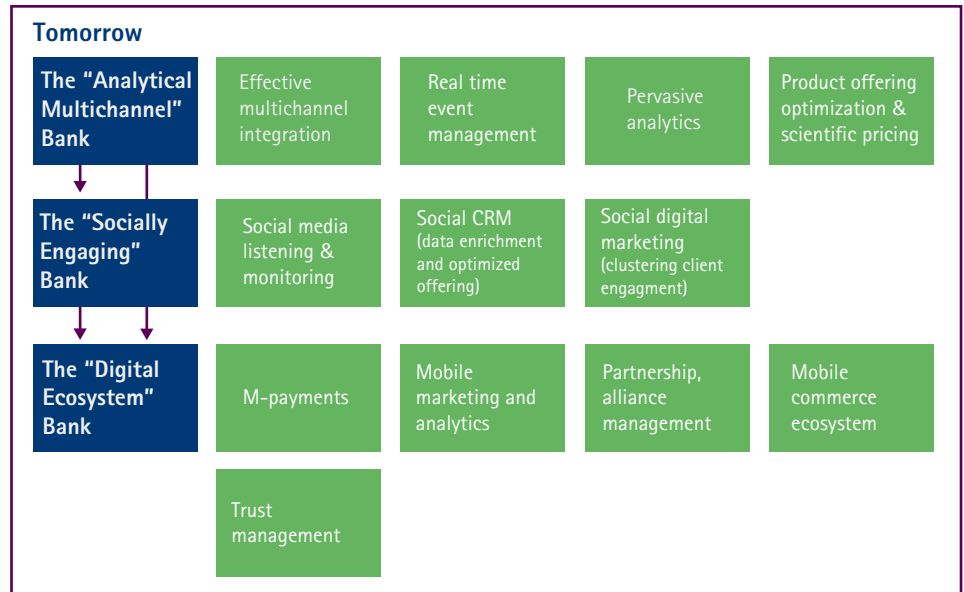 Tomorrow
The "Analytical
Multichannel"
Bank
Effective
multichannel
integration
Real time
event
management
Pervasive
analytics
Product offering
optimization &
scientific pricing
The "Socially
Engaging"
Bank
Social media
listening &
monitoring
Social CRM
(data enrichment
and optimized
offering)
Social digital
marketing
(clustering client
engagment)
The "Digital
Ecosystem"
Bank
M-payments
Mobile
marketing and
analytics
Partnership,
alliance
management
Mobile
commerce
ecosystem
Trust
management